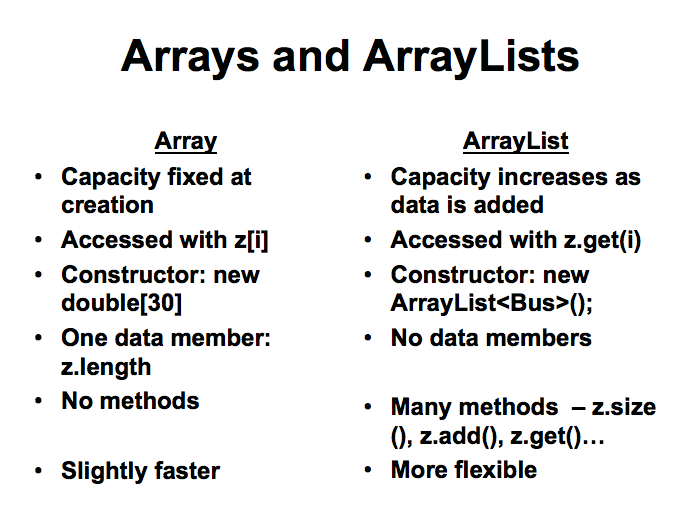 Arrays and ArrayLists
Array
• Capacity fixed at
creation
• Accessed with z[i]
• Constructor: new
double[30]
• One data member:
z.length
• No methods
• Slightly faster
ArrayList
• Capacity increases as
data is added
• Accessed with z.get(i)
• Constructor: new
ArrayList<Bus>();
• No data members
• Many methods – z.size
(), z.add(), z.get()…
• More flexible